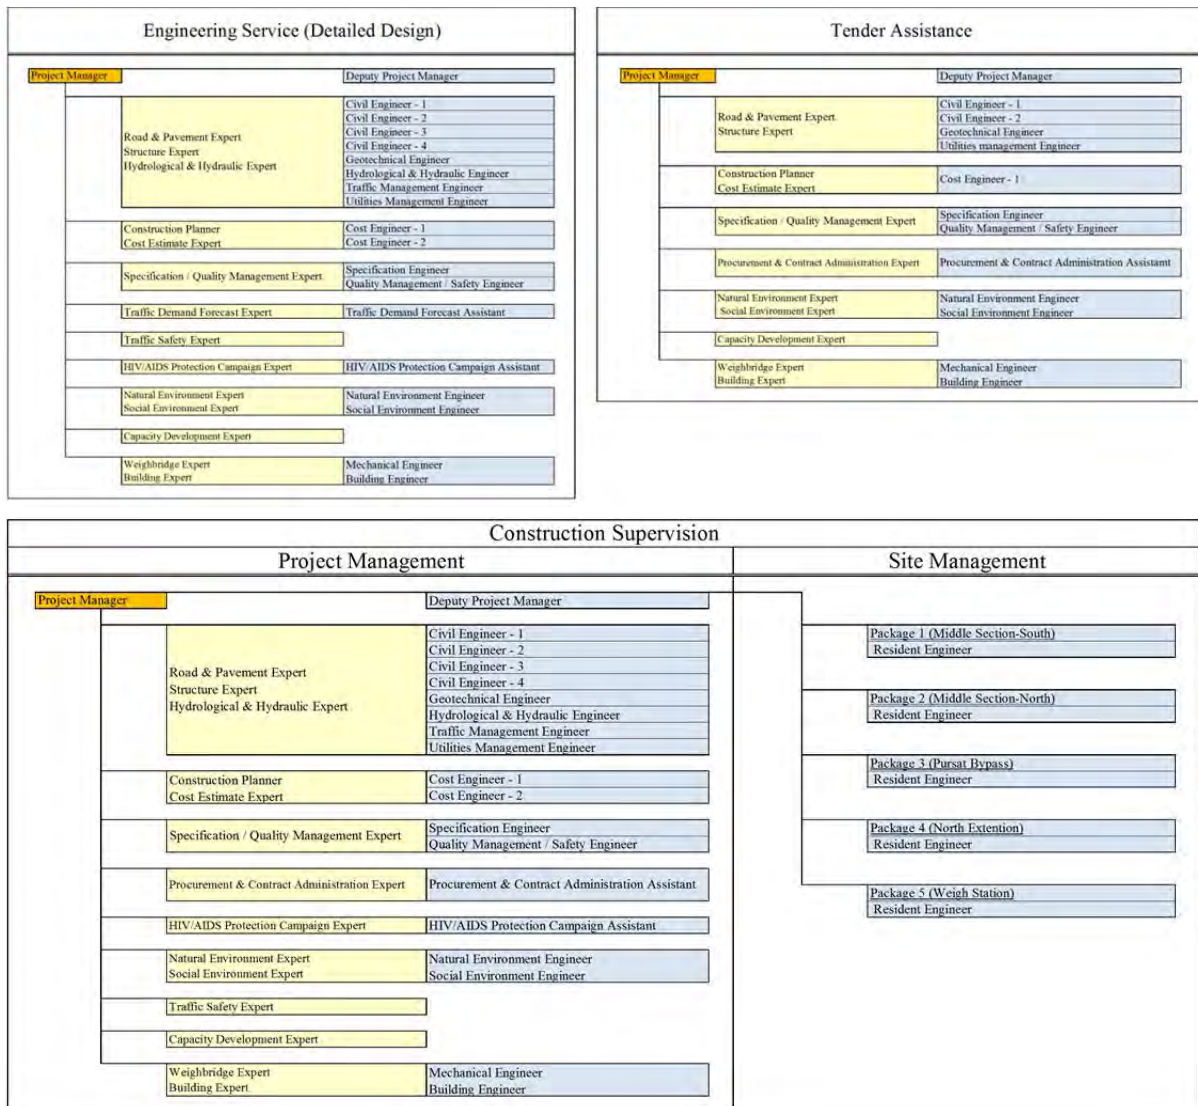 Engineering Service (Detailed Design)
Project Manager
Deputy Project Manager
Road & Pavement Expert
Structure Expert
Hydrological & Hydraulic Expert
Civil Engineer - 1
Civil Engineer - 2
Civil Engineer - 3
Civil Engineer - 4
Geotechnical Engineer
Hydrological & Hydraulic Engineer
Traffic Management Engineer
Utilities Management Engineer
Construction Planner
Cost Estimate Expert
Cost Engineer - 1
Cost Engineer - 2
Specification / Quality Management Expert
Specification Engineer
Quality Management / Safety Engineer
Traffic Demand Forecast Expert
Traffic Demand Forecast Assistant
Traffic Safety Expert
HIV/AIDS Protection Campaign Expert
HIV/AIDS Protection Campaign Assistant
Natural Environment Expert
Social Environment Expert
Natural Environment Engineer
Social Environment Engineer
Capacity Development Expert
Weighbridge Expert
Building Expert
Mechanical Engineer
Building Engineer
Tender Assistance
Project Manager
Deputy Project Manager
Road & Pavement Expert
Structure Expert
Civil Engineer - 1
Civil Engineer - 2
Geotechnical Engineer
Utilities management Engineer
Construction Planner
Cost Estimate Expert
Cost Engineer - 1
Specification / Quality Management Expert
Specification Engineer
Quality Management / Safety Engineer
Procurement & Contract Administration Expert
Procurement & Contract Administration Assistamt
Natural Environment Expert
Social Environment Expert
Natural Environment Engineer
Social Environment Engineer
Capacity Development Expert
Weighbridge Expert
Building Expert
Mechanical Engineer
Building Engineer
Construction Supervision
Project Management
Site Management
Project Manager
Deputy Project Manager
Road & Pavement Expert
Structure Expert
Hydrological & Hydraulic Expert
Civil Engineer - 1
Civil Engineer - 2
Civil Engineer - 3
Civil Engineer - 4
Geotechnical Engineer
Hydrological & Hydraulic Engineer
Traffic Management Engineer
Utilities Management Engineer
Construction Planner
Cost Estimate Expert
Cost Engineer - 1
Cost Engineer - 2
Specification / Quality Management Expert
Specification Engineer
Quality Management / Safety Engineer
Procurement & Contract Administration Expert
Procurement & Contract Administration Assistant
HIV/AIDS Protection Campaign Expert
HIV/AIDS Protection Campaign Assistant
Natural Environment Expert
Social Environment Expert
Natural Environment Engineer
Social Environment Engineer
Traffic Safety Expert
Capacity Development Expert
Weighbridge Expert
Building Expert
Mechanical Engineer
Building Engineer
Package 1 (Middle Section-South)
Resident Engineer
Package 2 (Middle Section-North)
Resident Engineer
Package 3 (Pursat Bypass)
Resident Engineer
Package 4 (North Extention)
Resident Engineer
Package 5 (Weigh Station)
Resident Engineer